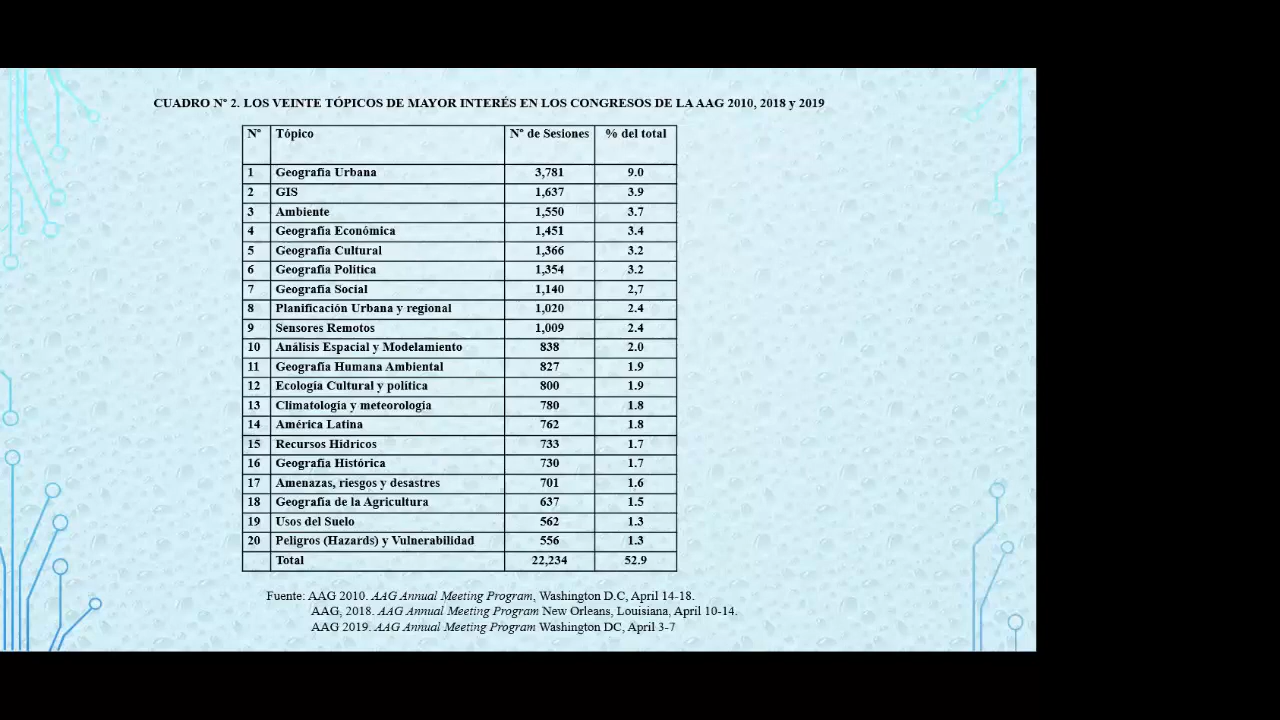 CUADRO Nº 2. LOS VEINTE TÓPICOS DE MAYOR INTERÉS EN LOS CONGRESOS DE LA AAG 2010, 2018 y 2019
Nº Tópico Nº de Sesiones % del total
1 Geografía Urbana 3,781 9.0
2 GIS 1,637 3.9
3 Ambiente 1,550 3.7
4 Geografía Económica 1,451 3.4
5 Geografía Cultural 1,366 3.2
6 Geografía Política 1,354 3.2
7 Geografía Social 1,140 2,7
8 Planificación Urbana y regional 1,020 2.4
9 Sensores Remotos 1,009 2.4
10 Análisis Espacial y Modelamiento 838 2.0
11 Geografía Humana Ambiental 827 1.9
12 Ecología Cultural y política 800 1.9
13 Climatología y meteorología 780 1.8
14 América Latina 762 1.8
15 Recursos Hídricos 733 1.7
16 Geografía Histórica 730 1.7
17 Amenazas, riesgos y desastres 701 1.6
18 Geografía de la Agricultura 637 1.5
19 Usos del Suelo 562 1.3
20 Peligros (Hazards) y Vulnerabilidad 556 1.3
Total 22,234 52.9
Fuente: AAG 2010. AAG Annual Meeting Program, Washington D.C, April 14-18.
AAG, 2018. AAG Annual Meeting Program New Orleans, Louisiana, April 10-14.
AAG 2019. AAG Annual Meeting Program Washington DC, April 3-7